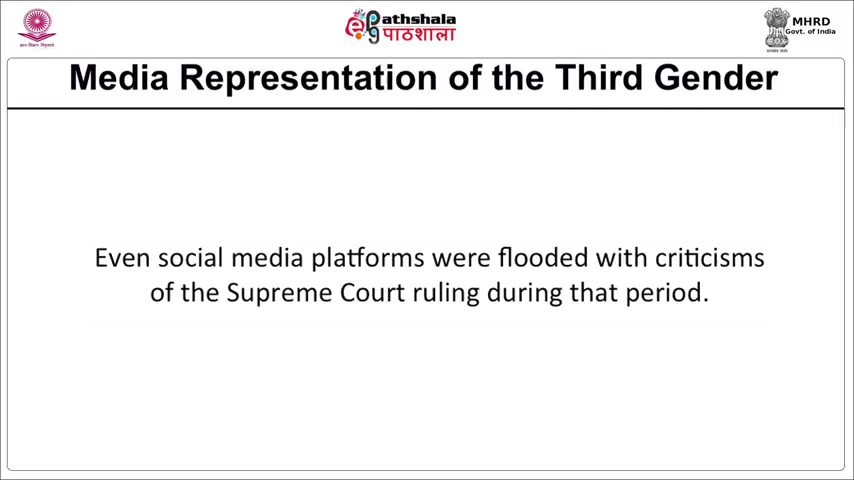 ePathshala
पाठशाला
MHRD
Govt. of India
Media Representation of the Third Gender
Even social media platforms were flooded with criticisms
of the Supreme Court ruling during that period.